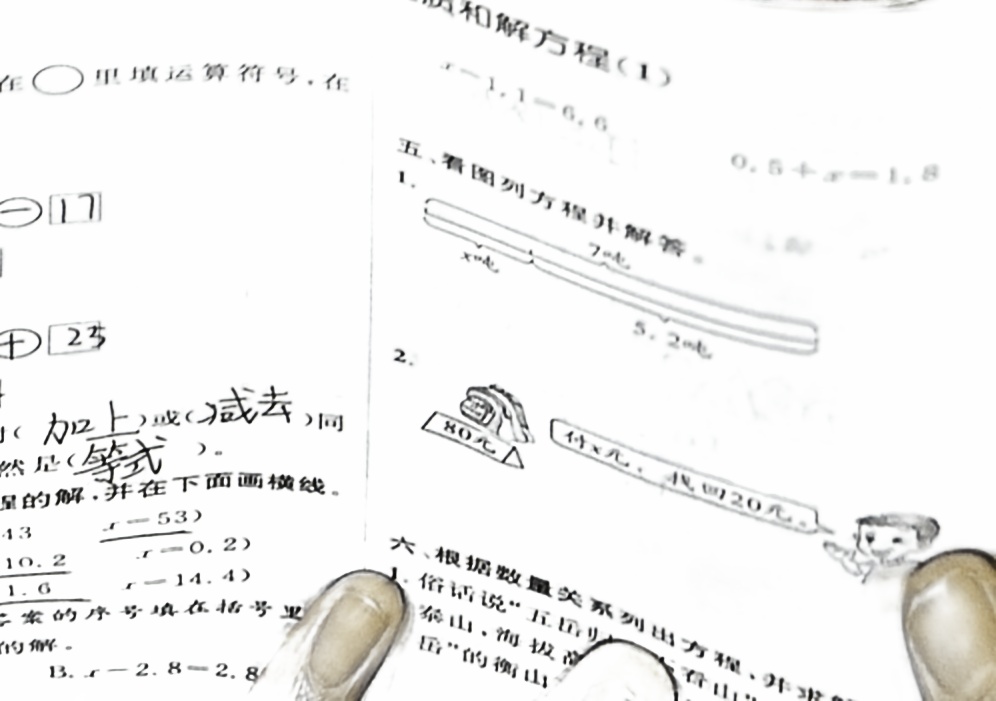 在 里填运算符号,在
− 17
+ 23
( 加上 )或( 减去 )同
然是( 等式 )。
的解,并在下面画横线。
43 x=53)
10.2 x=0.2)
1.6 x=14.4)
答案的序号填在括号里
的解。
B. x−2.8=2.8
质和解方程(1)
x−1.1=6.6
0.5+x=1.8
五、看图列方程并解答。
1.
7吨
x吨
5.2吨
2.
80元
付x元,找回20元。
六、根据数量关系列出方程,并求解
1. 俗话说“五岳归
泰山,海拔高 看山”
岳”的衡山